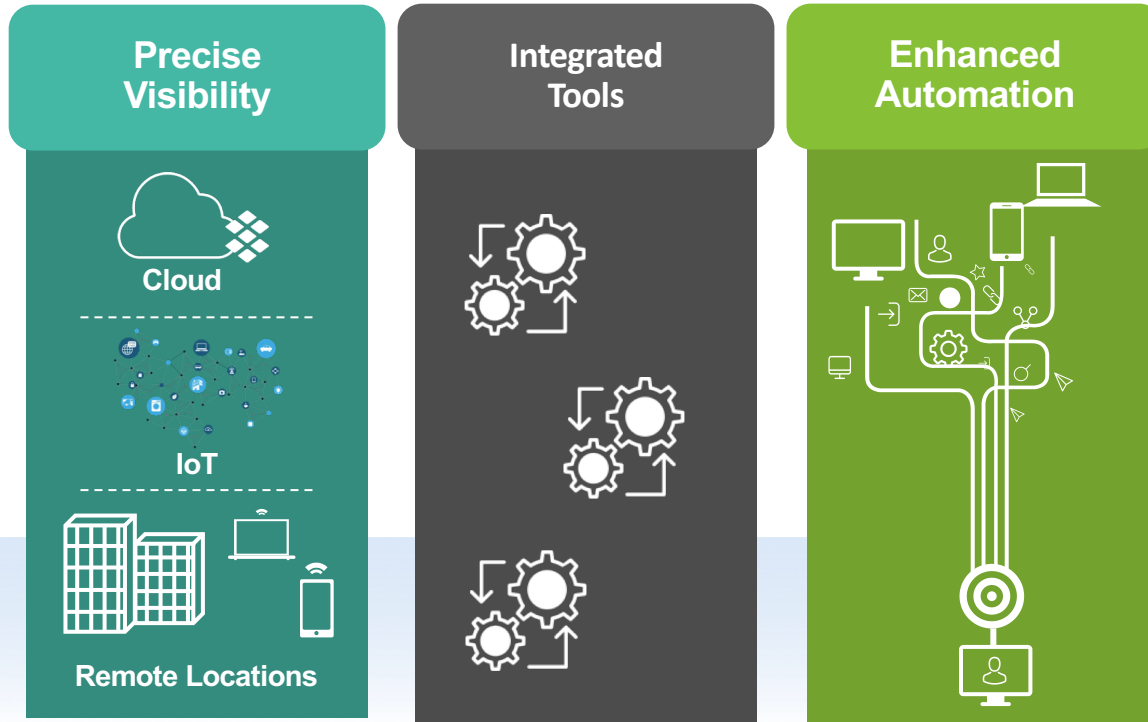 Precise
Visibility
Integrated
Tools
Enhanced
Automation
Cloud
IoT
Remote Locations